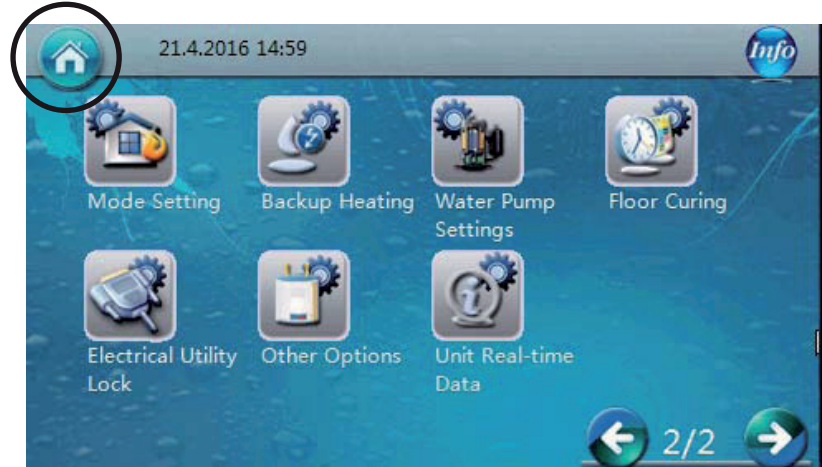 21.4.2016 14:59
Info
Mode Setting
Backup Heating
Water Pump
Settings
Floor Curing
Electrical Utility
Lock
Other Options
Unit Real-time
Data
2/2